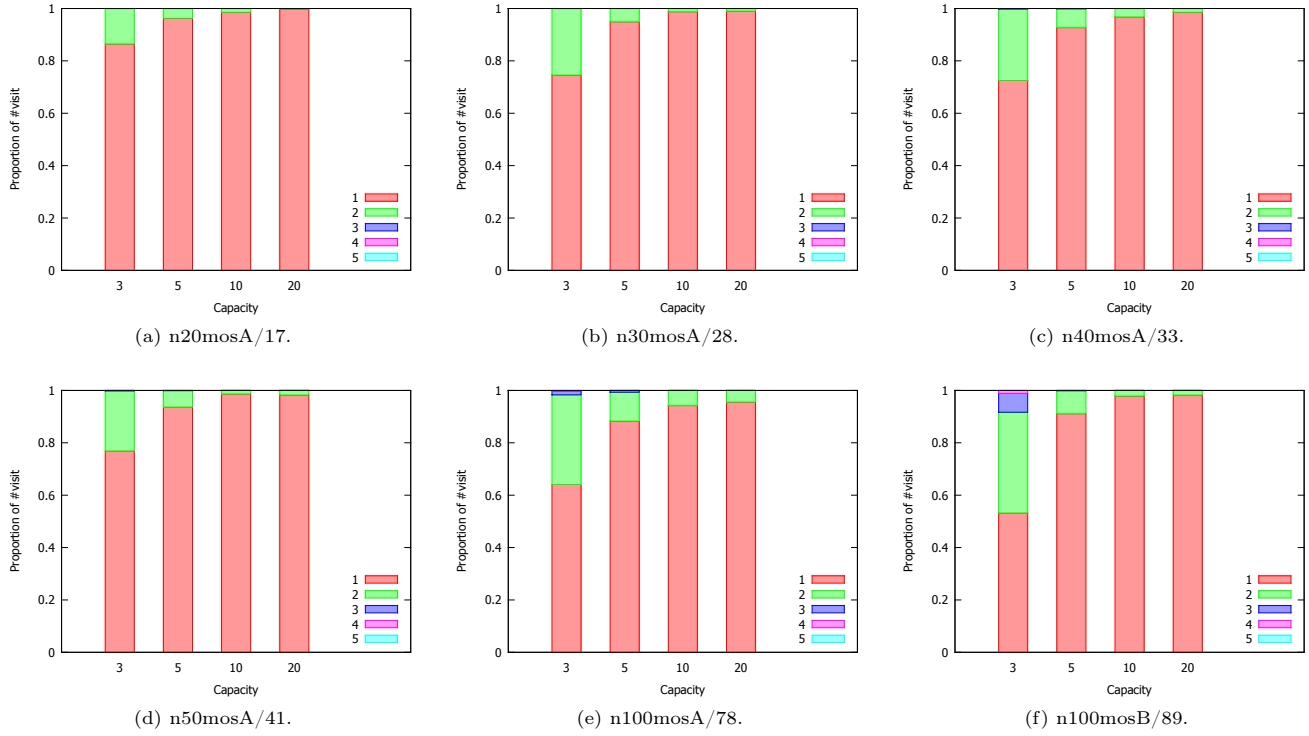 1
0.8
0.6
0.4
0.2
0
Proportion of #visit
1
2
3
4
5
3 5 10 20
Capacity
(a) n20mosA/17.
1
0.8
0.6
0.4
0.2
0
Proportion of #visit
1
2
3
4
5
3 5 10 20
Capacity
(b) n30mosA/28.
1
0.8
0.6
0.4
0.2
0
Proportion of #visit
1
2
3
4
5
3 5 10 20
Capacity
(c) n40mosA/33.
1
0.8
0.6
0.4
0.2
0
Proportion of #visit
1
2
3
4
5
3 5 10 20
Capacity
(d) n50mosA/41.
1
0.8
0.6
0.4
0.2
0
Proportion of #visit
1
2
3
4
5
3 5 10 20
Capacity
(e) n100mosA/78.
1
0.8
0.6
0.4
0.2
0
Proportion of #visit
1
2
3
4
5
3 5 10 20
Capacity
(f) n100mosB/89.